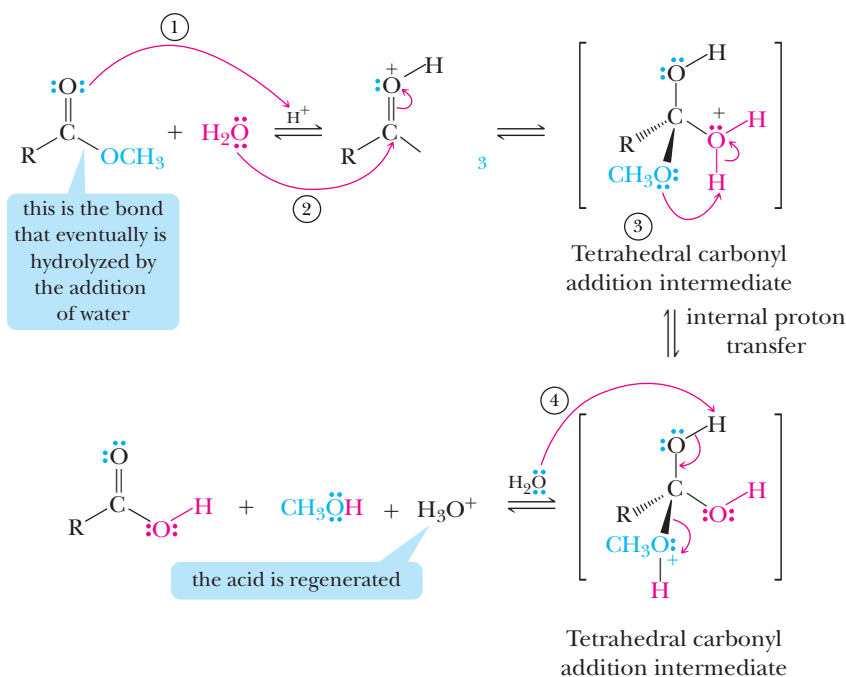 ①
O
H
H+
O+
H
O
H
C
R
OCH3
+
H2O
C
R
3
②
C
R
O+
H
H
CH3O
③
this is the bond
that eventually is
hydrolyzed by
the addition
of water
Tetrahedral carbonyl
addition intermediate
internal proton
transfer
④
H2O
O
C
R
O
H
+
CH3OH
+
H3O+
the acid is regenerated
O
H
C
R
O
H
CH3O+
H
Tetrahedral carbonyl
addition intermediate